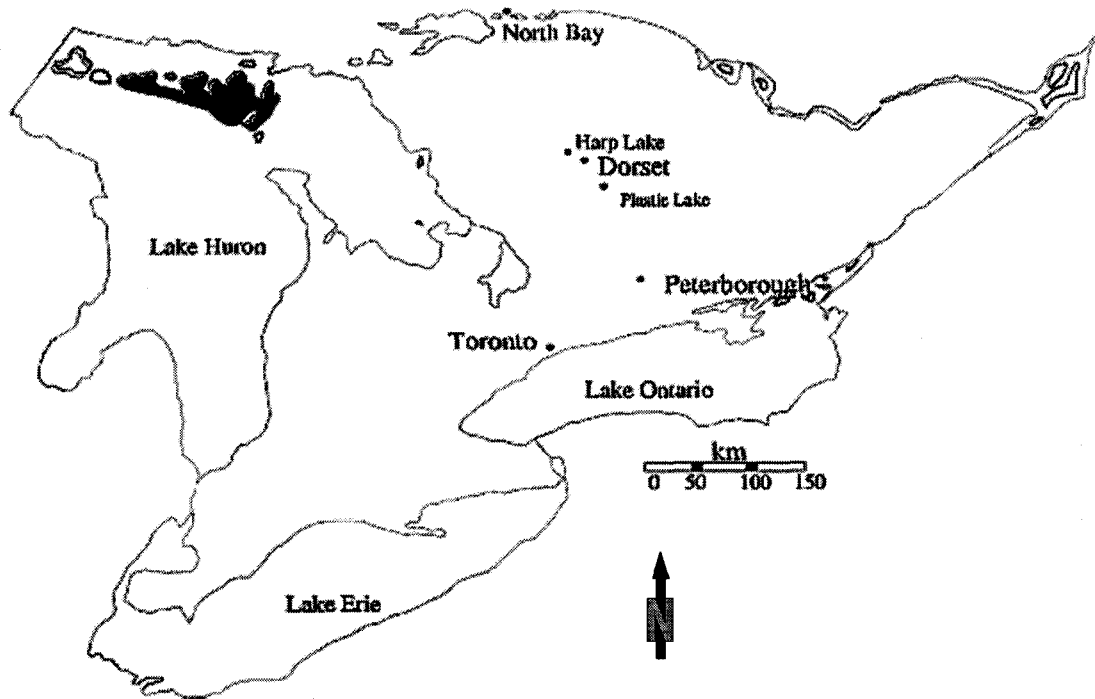 North Bay
Harp Lake
Dorset
Plastic Lake
Lake Huron
Peterborough
Toronto
Lake Ontario
km
0 50 100 150
N
Lake Erie